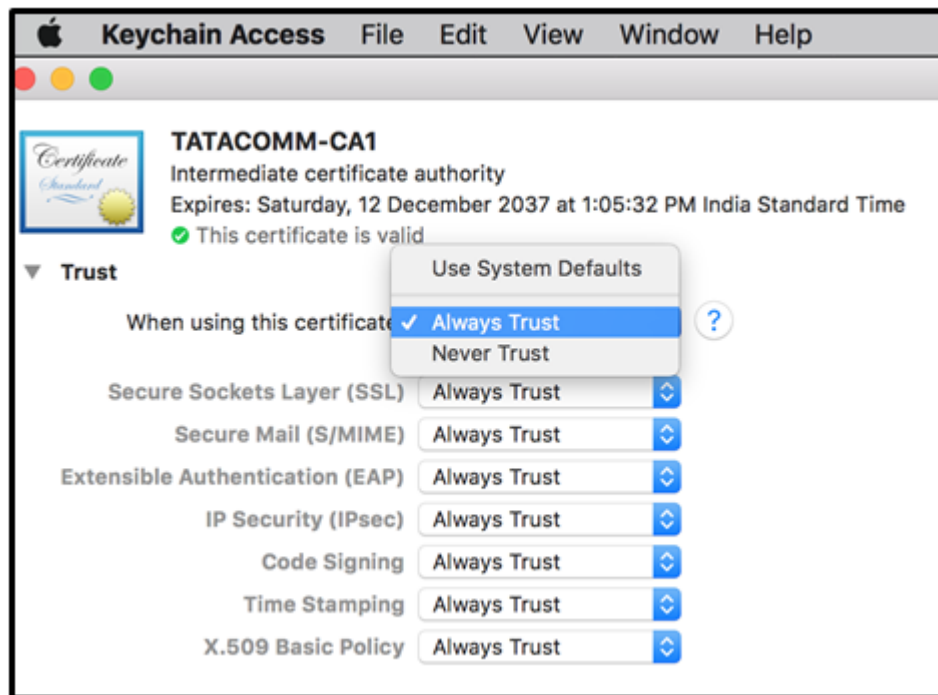 Keychain Access File Edit View Window Help
Certificate
Standard
TATACOMM-CA1
Intermediate certificate authority
Expires: Saturday, 12 December 2037 at 1:05:32 PM India Standard Time
This certificate is valid
Trust
Use System Defaults
When using this certificate ✓ Always Trust ?
Never Trust
Secure Sockets Layer (SSL) Always Trust
Secure Mail (S/MIME) Always Trust
Extensible Authentication (EAP) Always Trust
IP Security (IPsec) Always Trust
Code Signing Always Trust
Time Stamping Always Trust
X.509 Basic Policy Always Trust